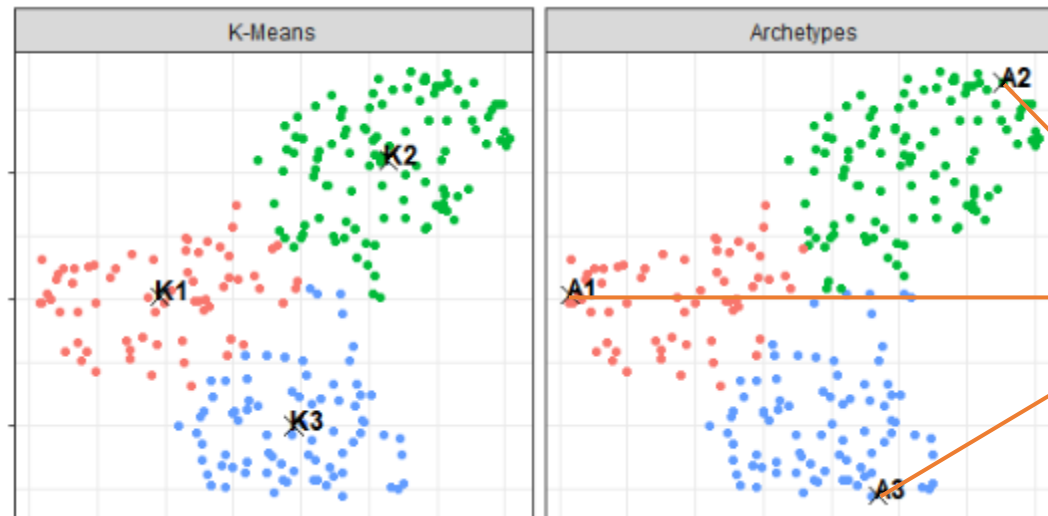 K-Means
Archetypes
A2
K2
K1
A1
K3
A3